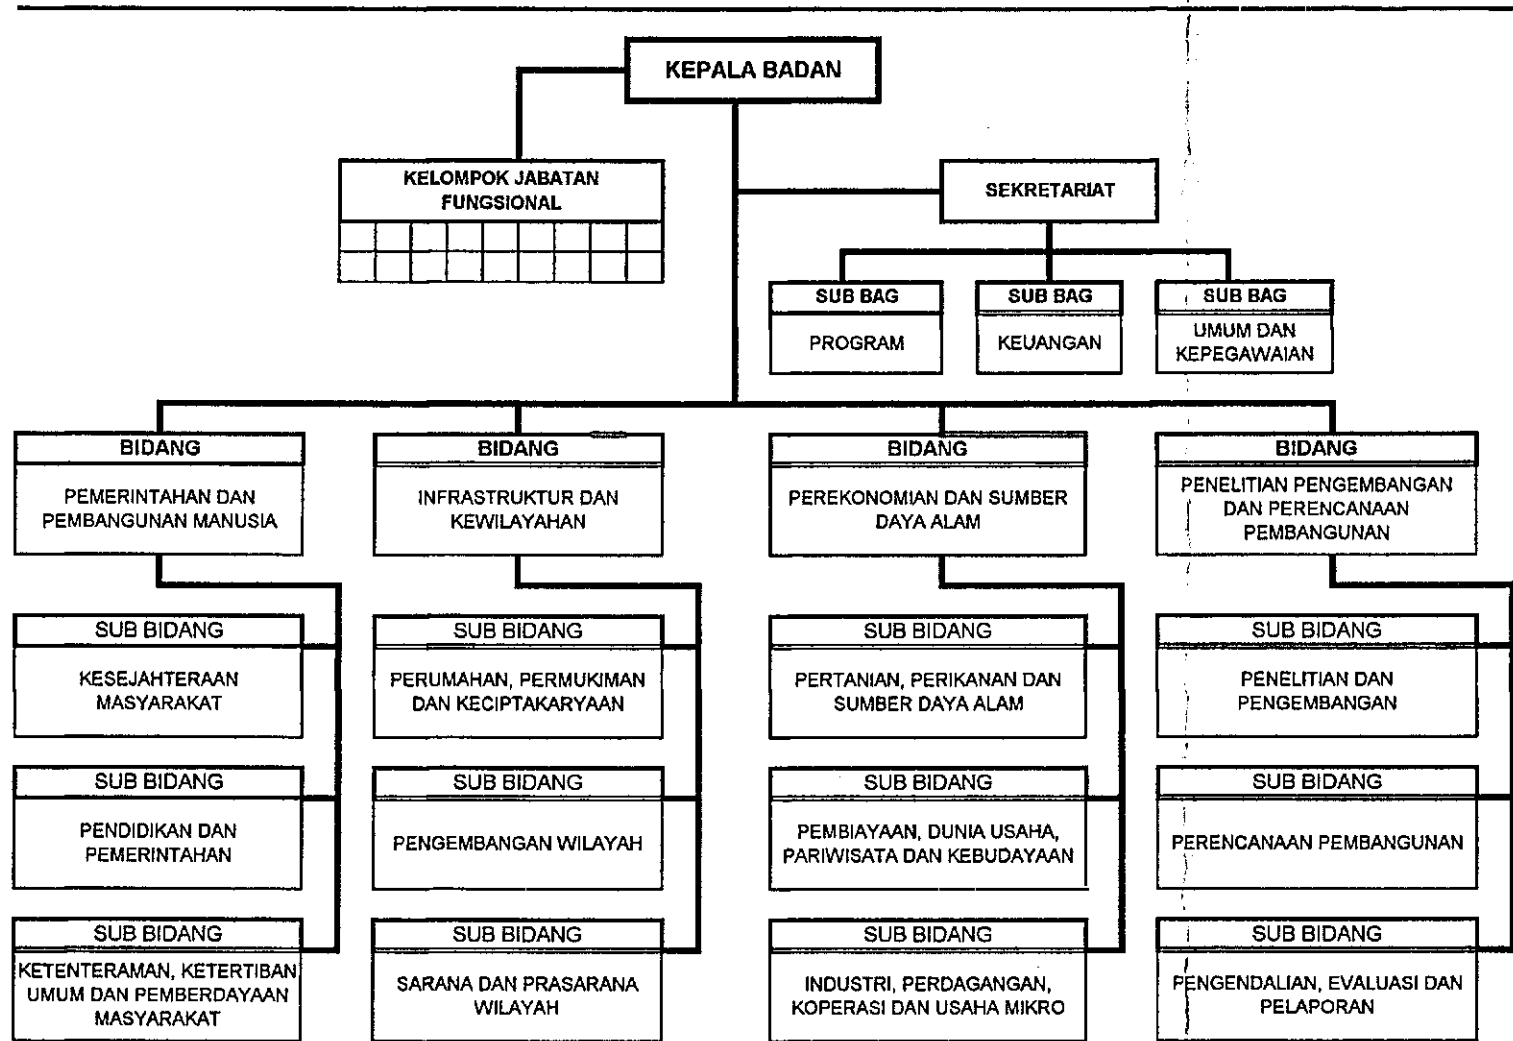 KEPALA BADAN
KELOMPOK JABATAN
FUNGSIONAL
SEKRETARIAT
SUB BAG
PROGRAM
SUB BAG
KEUANGAN
SUB BAG
UMUM DAN
KEPEGAWAIAN
BIDANG
PEMERINTAHAN DAN
PEMBANGUNAN MANUSIA
BIDANG
INFRASTRUKTUR DAN
KEWILAYAHAN
BIDANG
PEREKONOMIAN DAN SUMBER
DAYA ALAM
BIDANG
PENELITIAN PENGEMBANGAN
DAN PERENCANAAN
PEMBANGUNAN
SUB BIDANG
KESEJAHTERAAN
MASYARAKAT
SUB BIDANG
PERUMAHAN, PERMUKIMAN
DAN KECIPTAKARYAAN
SUB BIDANG
PERTANIAN, PERIKANAN DAN
SUMBER DAYA ALAM
SUB BIDANG
PENELITIAN DAN
PENGEMBANGAN
SUB BIDANG
PENDIDIKAN DAN
PEMERINTAHAN
SUB BIDANG
PENGEMBANGAN WILAYAH
SUB BIDANG
PEMBIAYAAN, DUNIA USAHA,
PARIWISATA DAN KEBUDAYAAN
SUB BIDANG
PERENCANAAN PEMBANGUNAN
SUB BIDANG
KETENTERAMAN, KETERTIBAN
UMUM DAN PEMBERDAYAAN
MASYARAKAT
SUB BIDANG
SARANA DAN PRASARANA
WILAYAH
SUB BIDANG
INDUSTRI, PERDAGANGAN,
KOPERASI DAN USAHA MIKRO
SUB BIDANG
PENGENDALIAN, EVALUASI DAN
PELAPORAN